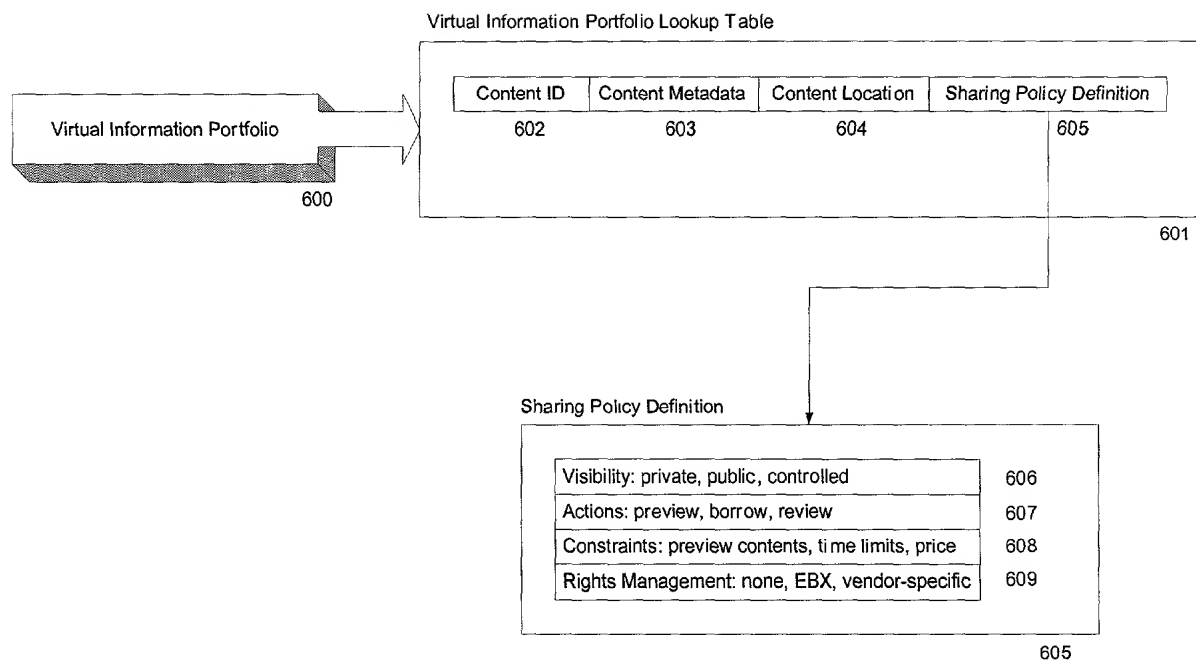 Virtual Information Portfolio Lookup Table
Content ID
Content Metadata
Content Location
Sharing Policy Definition
602
603
604
605
Virtual Information Portfolio
600
601
Sharing Policy Definition
Visibility: private, public, controlled
606
Actions: preview, borrow, review
607
Constraints: preview contents, time limits, price
608
Rights Management: none, EBX, vendor-specific
609
605